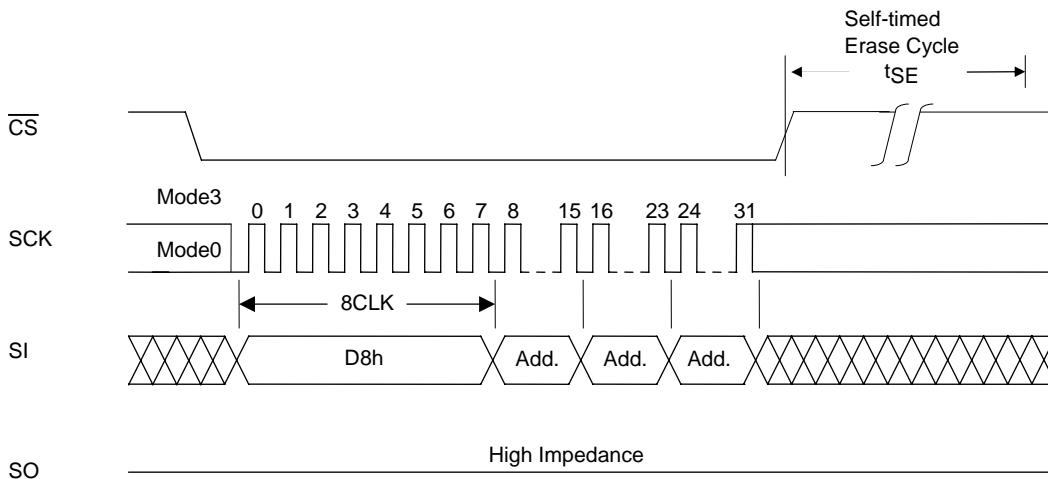 Self-timed
Erase Cycle
tSE
CS
Mode3
0 1 2 3 4 5 6 7 8 15 16 23 24 31
SCK
Mode0
8CLK
SI
D8h Add. Add. Add.
High Impedance
SO